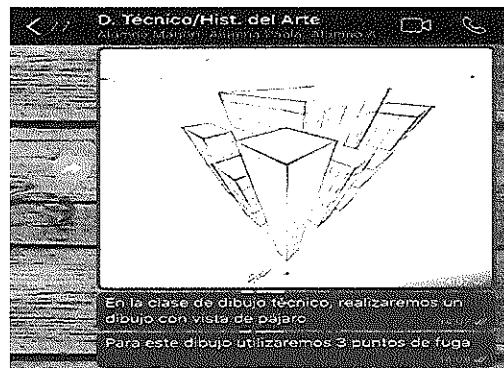 D. Técnico/Hist. del Arte
En la clase de dibujo técnico, realizaremos un
dibujo con vista de pájaro
Para este dibujo utilizaremos 3 puntos de fuga